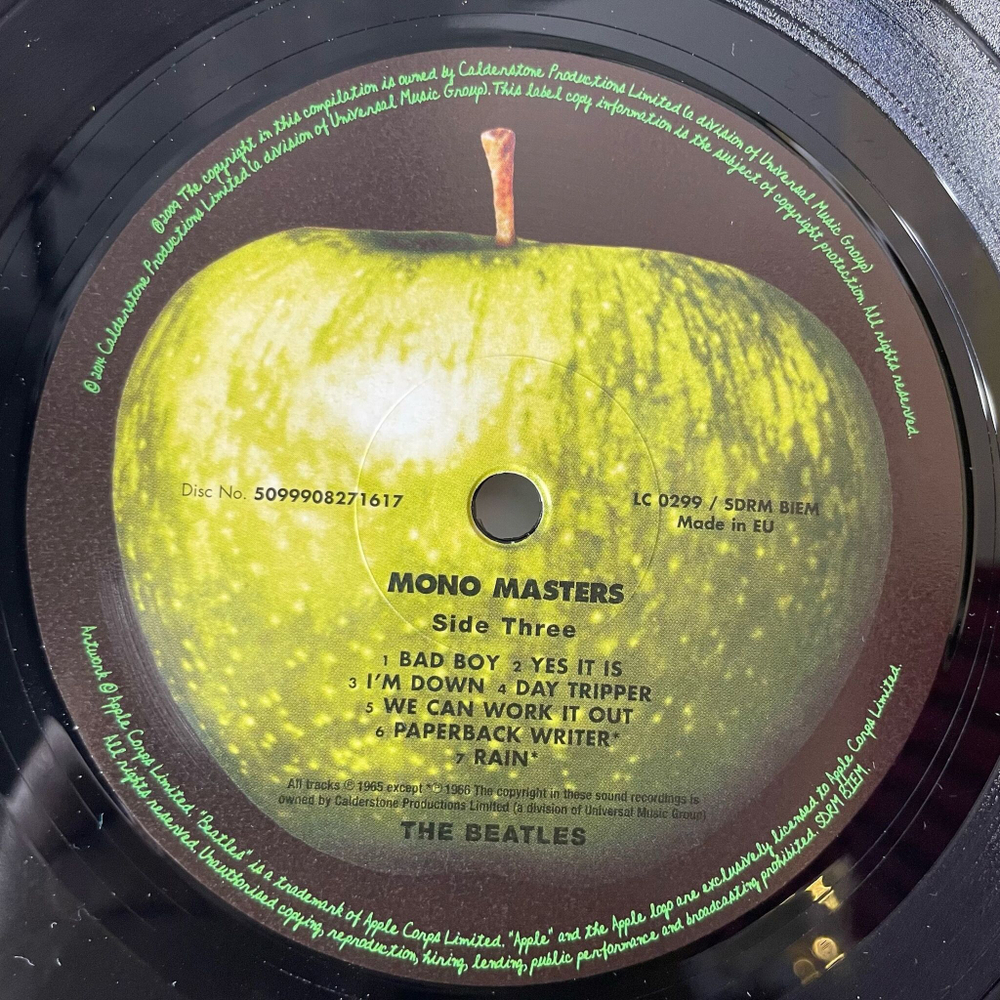 ℗2009 The copyright in this compilation is owned by Calderstone Productions Limited (a division of Universal Music Group)
© 2014 Calderstone Productions Limited (a division of Universal Music Group). This label copy information is the subject of copyright protection. All rights reserved.
Disc No. 5099908271617
LC 0299 / SDRM BIEM
Made in EU
MONO MASTERS
Side Three
1 BAD BOY 2 YES IT IS
3 I'M DOWN 4 DAY TRIPPER
5 WE CAN WORK IT OUT
6 PAPERBACK WRITER*
7 RAIN*
All tracks ℗ 1965 except *℗ 1966 The copyright in these sound recordings is
owned by Calderstone Productions Limited (a division of Universal Music Group)
THE BEATLES
Artwork © Apple Corps Limited. "Beatles" is a trademark of Apple Corps Limited. "Apple" and the Apple logo are exclusively licensed to Apple Corps Limited.
All rights reserved. Unauthorised copying, reproduction, hiring, lending, public performance and broadcasting prohibited. SDRM BIEM.